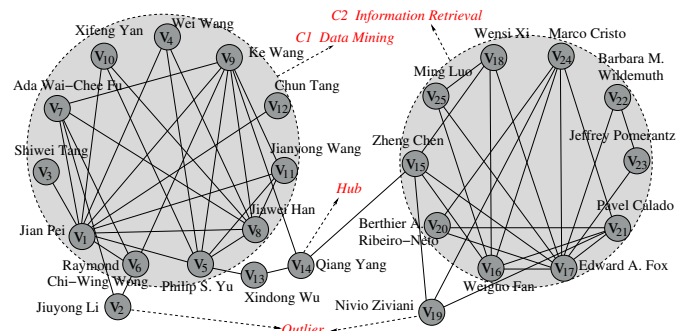 C2 Information Retrieval
C1 Data Mining
Wei Wang
V4
Xifeng Yan
V10
Ke Wang
V9
Ada Wai-Chee Fu
V7
Chun Tang
V12
Shiwei Tang
V3
Jianyong Wang
V11
Jian Pei
V1
Jiawei Han
V8
Raymond
Chi-Wing Wong
V6
Philip S. Yu
V5
Xindong Wu
V13
Hub
V14 Qiang Yang
Jiuyong Li
V2
Outlier
Wensi Xi
V18
Marco Cristo
V24
Barbara M.
Wildemuth
V22
Ming Luo
V25
Jeffrey Pomerantz
V23
Zheng Chen
V15
Pavel Calado
V21
Berthier A.
Ribeiro-Neto
V20
Weiguo Fan
V16
V17 Edward A. Fox
Nivio Ziviani
V19